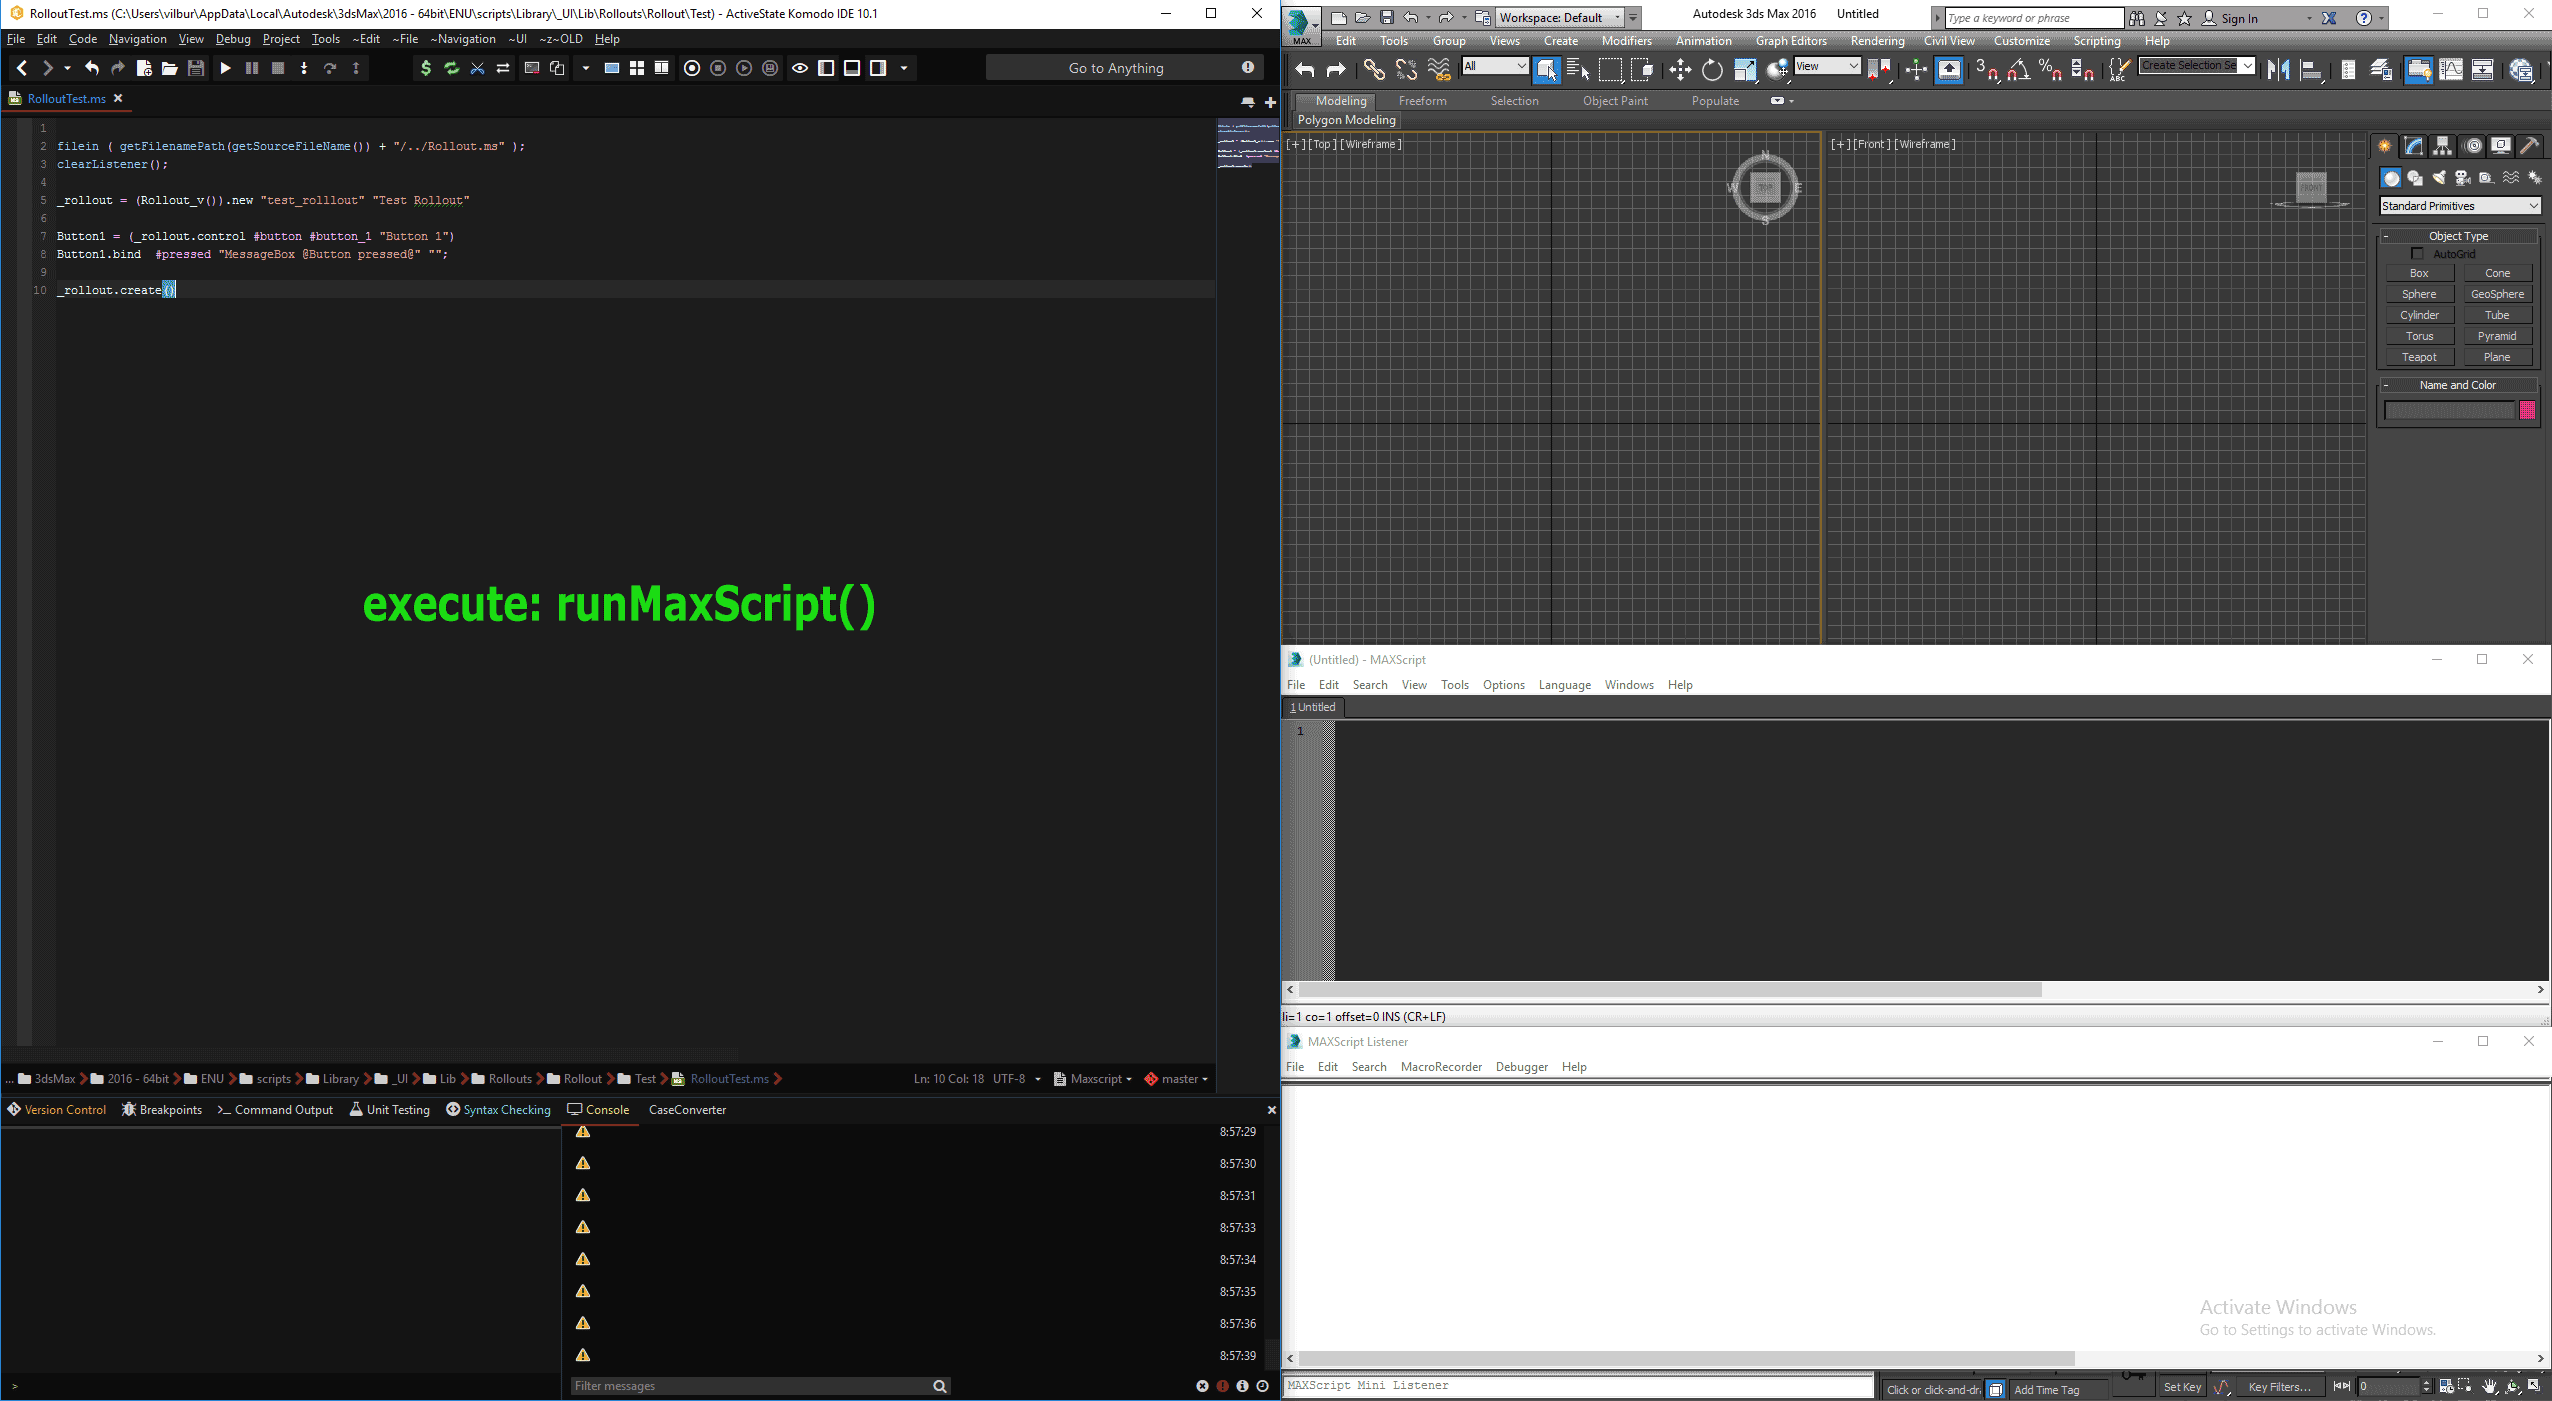 RolloutTest.ms (C:\Users\vilbur\AppData\Local\Autodesk\3dsMax\2016 - 64bit\ENU\scripts\Library\_UI\Lib\Rollouts\Rollout\Test) - ActiveState Komodo IDE 10.1
File Edit Code Navigation View Debug Project Tools ~Edit ~File ~Navigation ~UI ~z~OLD Help
Go to Anything
RolloutTest.ms
1
2 filein ( getFilenamePath(getSourceFileName()) + "/../Rollout.ms" );
3 clearListener();
4
5 _rollout = (Rollout_v()).new "test_rolllout" "Test Rollout"
6
7 Button1 = (_rollout.control #button #button_1 "Button 1")
8 Button1.bind  #pressed "MessageBox @Button pressed@" "";
9
10 _rollout.create()
execute: runMaxScript()
... 3dsMax 2016 - 64bit ENU scripts Library _UI Lib Rollouts Rollout Test RolloutTest.ms
Ln: 10 Col: 18 UTF-8 Maxscript master
Version Control Breakpoints Command Output Unit Testing Syntax Checking Console CaseConverter
8:57:29
8:57:30
8:57:31
8:57:33
8:57:34
8:57:35
8:57:36
8:57:39
>
Filter messages
MAX
Workspace: Default
Autodesk 3ds Max 2016 Untitled
Type a keyword or phrase
Sign In
Edit Tools Group Views Create Modifiers Animation Graph Editors Rendering Civil View Customize Scripting Help
All
View
3
%
ABC
Create Selection Se
Modeling Freeform Selection Object Paint Populate
Polygon Modeling
[+][Top][Wireframe]
N
W TOP E
S
[+][Front][Wireframe]
FRONT
Standard Primitives
- Object Type
AutoGrid
Box Cone
Sphere GeoSphere
Cylinder Tube
Torus Pyramid
Teapot Plane
- Name and Color
(Untitled) - MAXScript
File Edit Search View Tools Options Language Windows Help
1 Untitled
1
li=1 co=1 offset=0 INS (CR+LF)
MAXScript Listener
File Edit Search MacroRecorder Debugger Help
Activate Windows
Go to Settings to activate Windows.
MAXScript Mini Listener
Click or click-and-dr
Add Time Tag
Set Key
Key Filters...
0